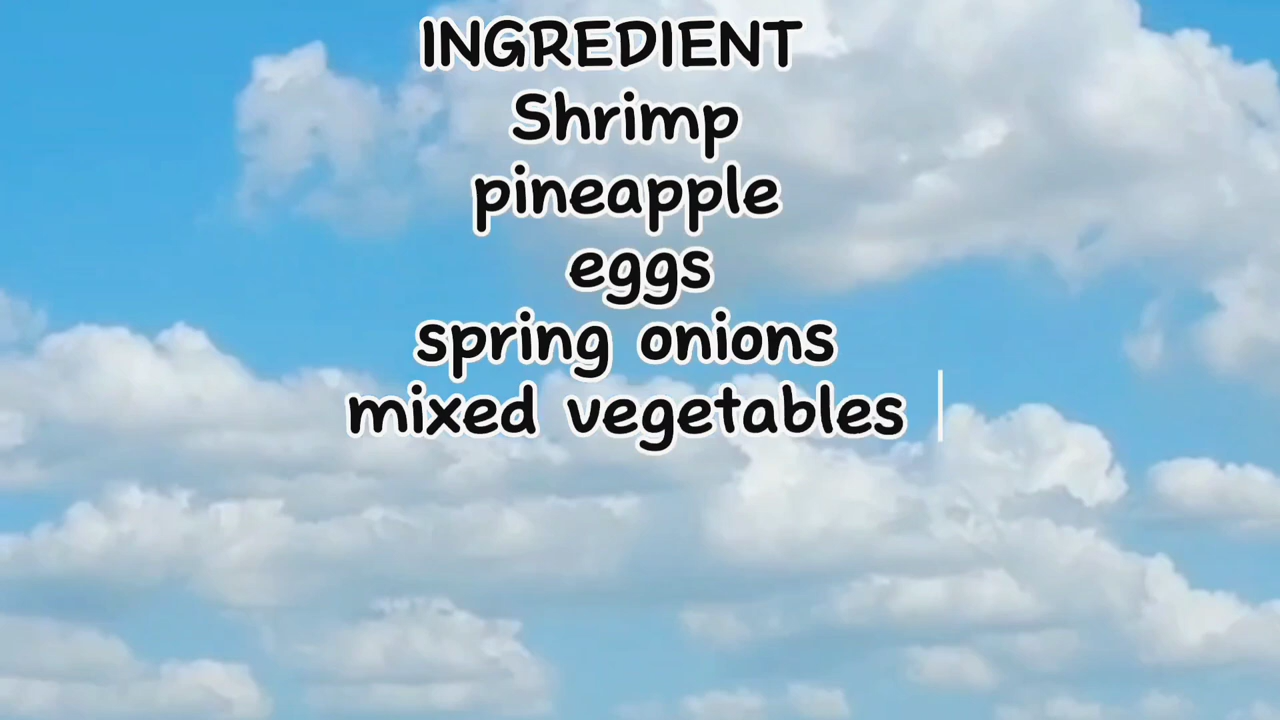 INGREDIENT
Shrimp
pineapple
eggs
spring onions
mixed vegetables